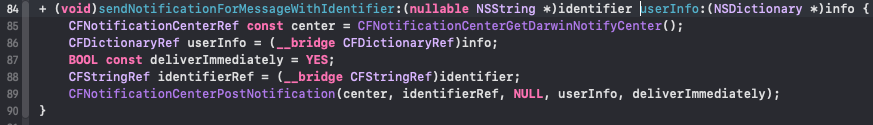 84 + (void)sendNotificationForMessageWithIdentifier:(nullable NSString *)identifier userInfo:(NSDictionary *)info {
85 CFNotificationCenterRef const center = CFNotificationCenterGetDarwinNotifyCenter();
86 CFDictionaryRef userInfo = (__bridge CFDictionaryRef)info;
87 BOOL const deliverImmediately = YES;
88 CFStringRef identifierRef = (__bridge CFStringRef)identifier;
89 CFNotificationCenterPostNotification(center, identifierRef, NULL, userInfo, deliverImmediately);
90 }